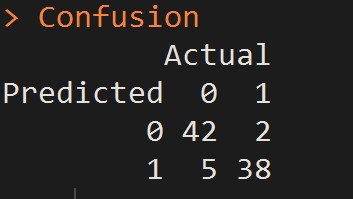 > Confusion
Actual
Predicted 0 1
0 42 2
1 5 38